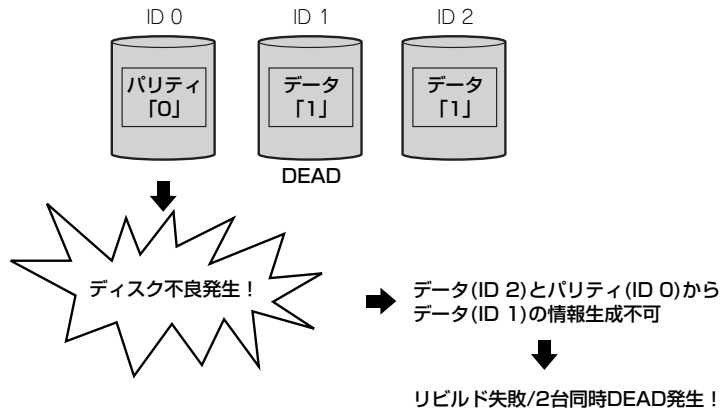 ID 0
ID 1
ID 2
パリティ
「0」
データ
「1」
データ
「1」
DEAD
ディスク不良発生！
データ(ID 2)とパリティ(ID 0)から
データ(ID 1)の情報生成不可
リビルド失敗/2台同時DEAD発生！